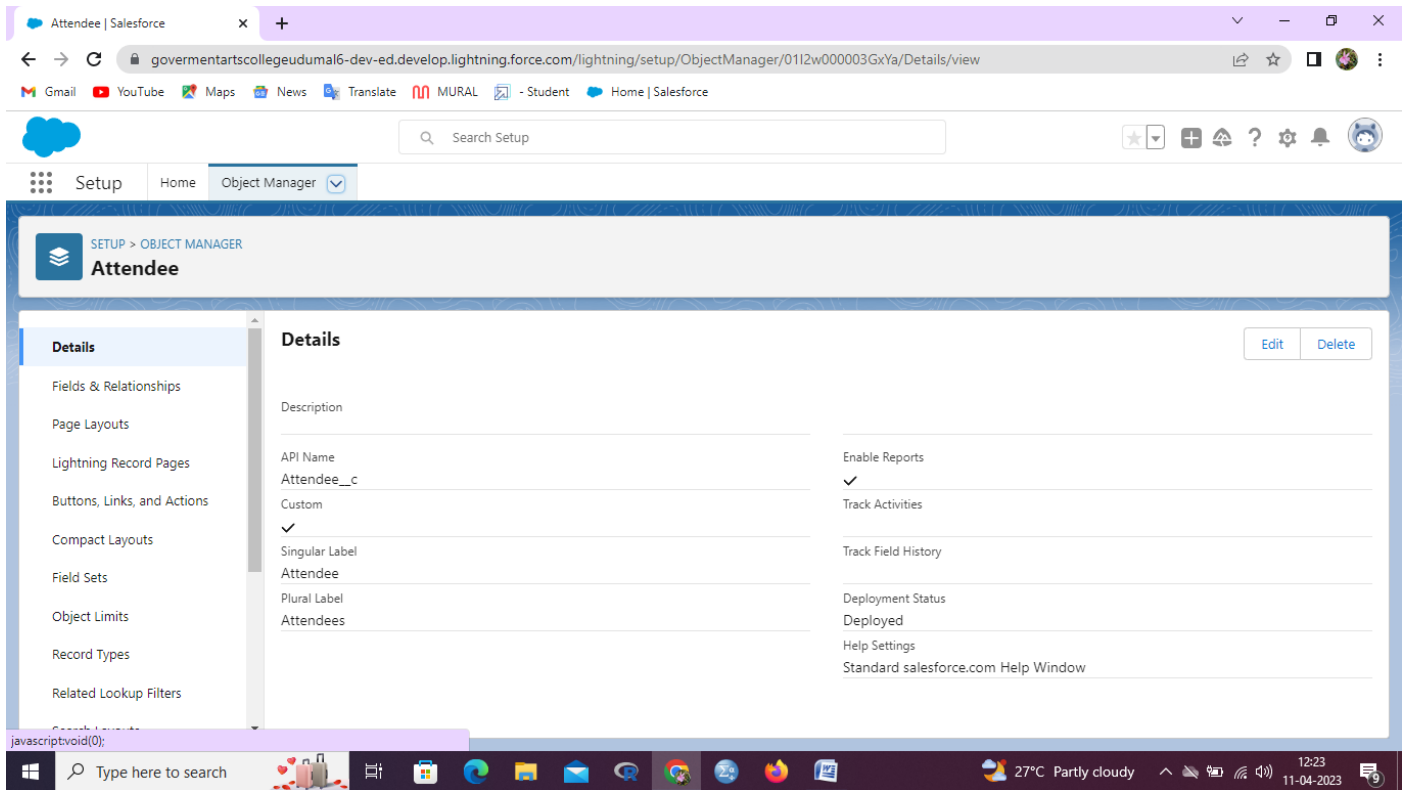 Attendee | Salesforce
govermentartscollegeudumal6-dev-ed.develop.lightning.force.com/lightning/setup/ObjectManager/01I2w000003GxYa/Details/view
Gmail YouTube Maps News Translate MURAL - Student Home | Salesforce
Search Setup
Setup Home Object Manager
SETUP > OBJECT MANAGER
Attendee
Details
Fields & Relationships
Page Layouts
Lightning Record Pages
Buttons, Links, and Actions
Compact Layouts
Field Sets
Object Limits
Record Types
Related Lookup Filters
Search Layouts
Details
Edit Delete
Description
API Name
Attendee__c
Custom
Singular Label
Attendee
Plural Label
Attendees
Enable Reports
Track Activities
Track Field History
Deployment Status
Deployed
Help Settings
Standard salesforce.com Help Window
javascript:void(0);
Type here to search
27°C Partly cloudy
12:23
11-04-2023
9